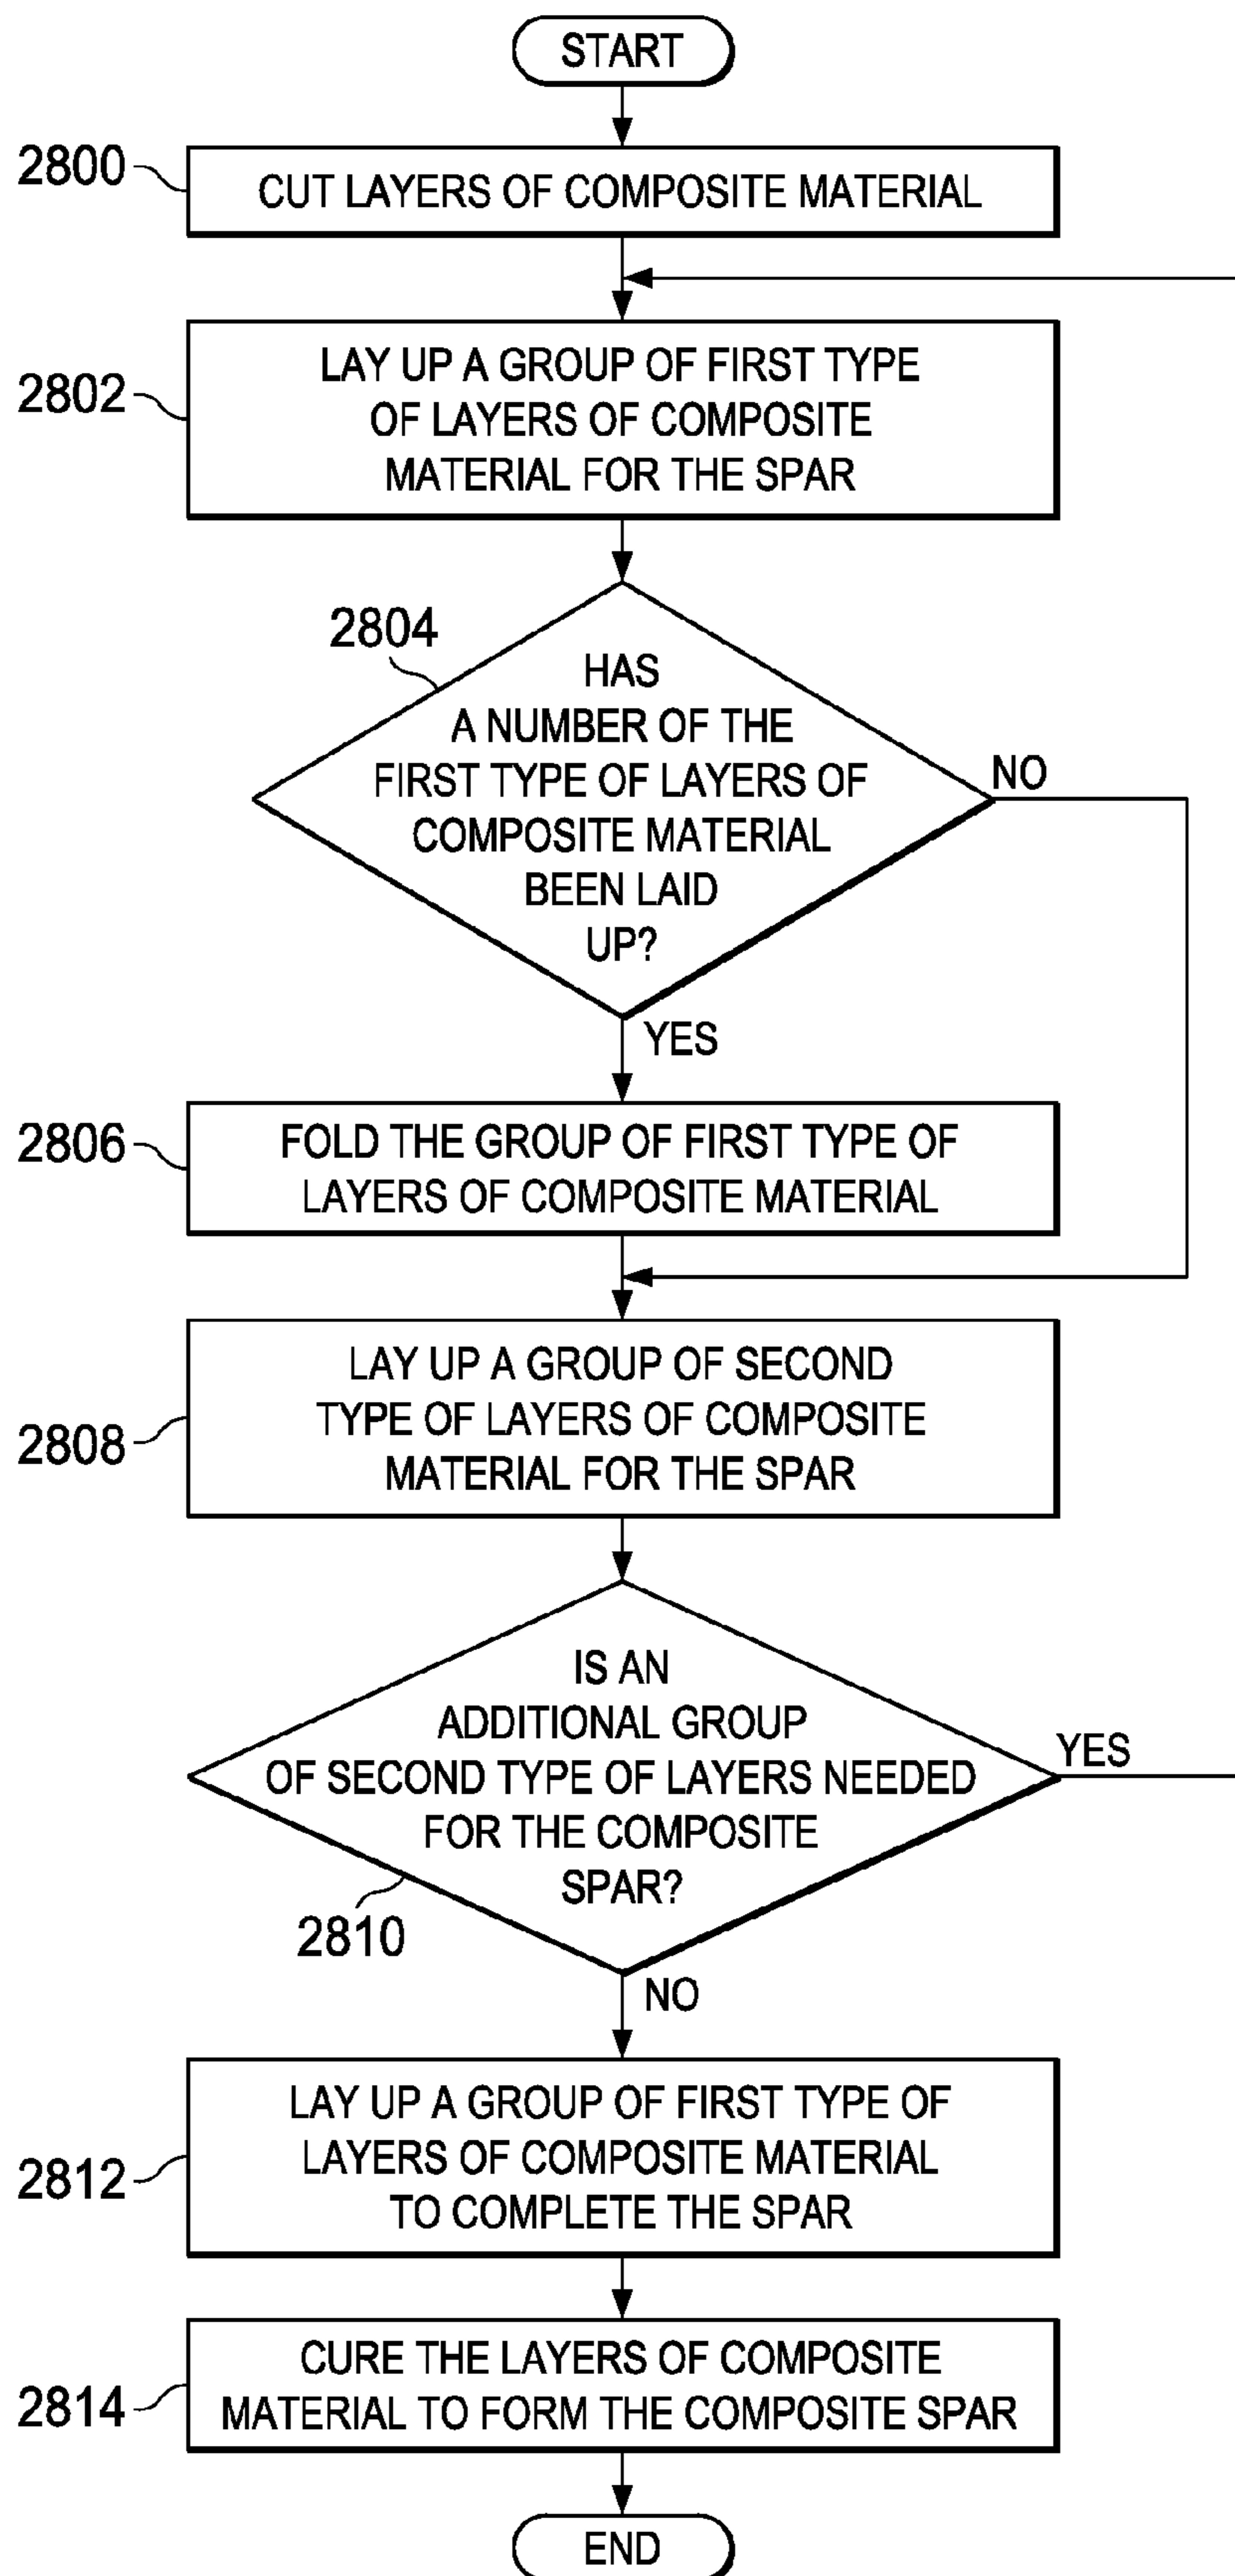 START
2800
CUT LAYERS OF COMPOSITE MATERIAL
2802
LAY UP A GROUP OF FIRST TYPE
OF LAYERS OF COMPOSITE
MATERIAL FOR THE SPAR
2804
HAS
A NUMBER OF THE
FIRST TYPE OF LAYERS OF
COMPOSITE MATERIAL
BEEN LAID
UP?
NO
YES
2806
FOLD THE GROUP OF FIRST TYPE OF
LAYERS OF COMPOSITE MATERIAL
2808
LAY UP A GROUP OF SECOND
TYPE OF LAYERS OF COMPOSITE
MATERIAL FOR THE SPAR
IS AN
ADDITIONAL GROUP
OF SECOND TYPE OF LAYERS NEEDED
FOR THE COMPOSITE
SPAR?
YES
2810
NO
2812
LAY UP A GROUP OF FIRST TYPE OF
LAYERS OF COMPOSITE MATERIAL
TO COMPLETE THE SPAR
2814
CURE THE LAYERS OF COMPOSITE
MATERIAL TO FORM THE COMPOSITE SPAR
END